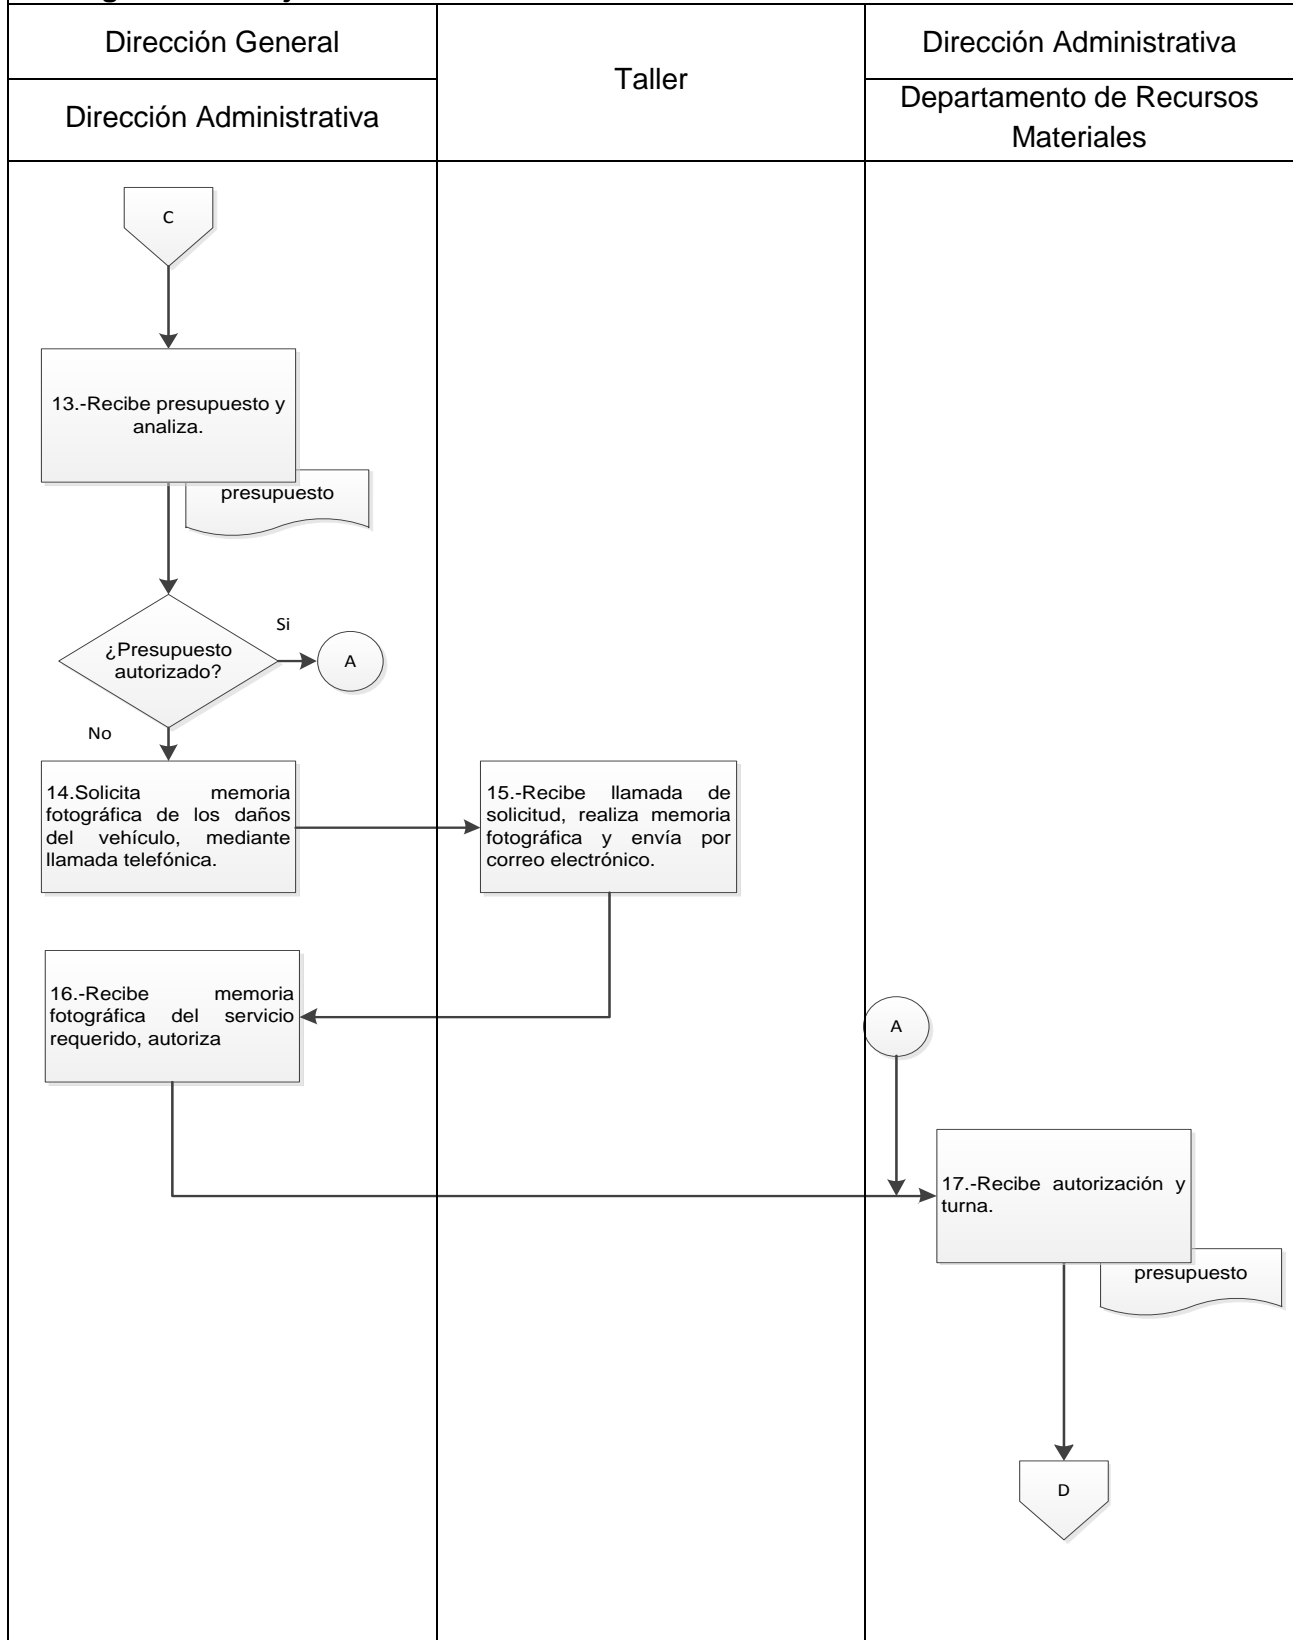 Dirección General
Dirección Administrativa
Taller
Dirección Administrativa
Departamento de Recursos
Materiales
C
13.-Recibe presupuesto y
analiza.
presupuesto
¿Presupuesto
autorizado?
Si
A
No
14.Solicita memoria
fotográfica de los daños
del vehículo, mediante
llamada telefónica.
15.-Recibe llamada de
solicitud, realiza memoria
fotográfica y envía por
correo electrónico.
16.-Recibe memoria
fotográfica del servicio
requerido, autoriza
A
17.-Recibe autorización y
turna.
presupuesto
D